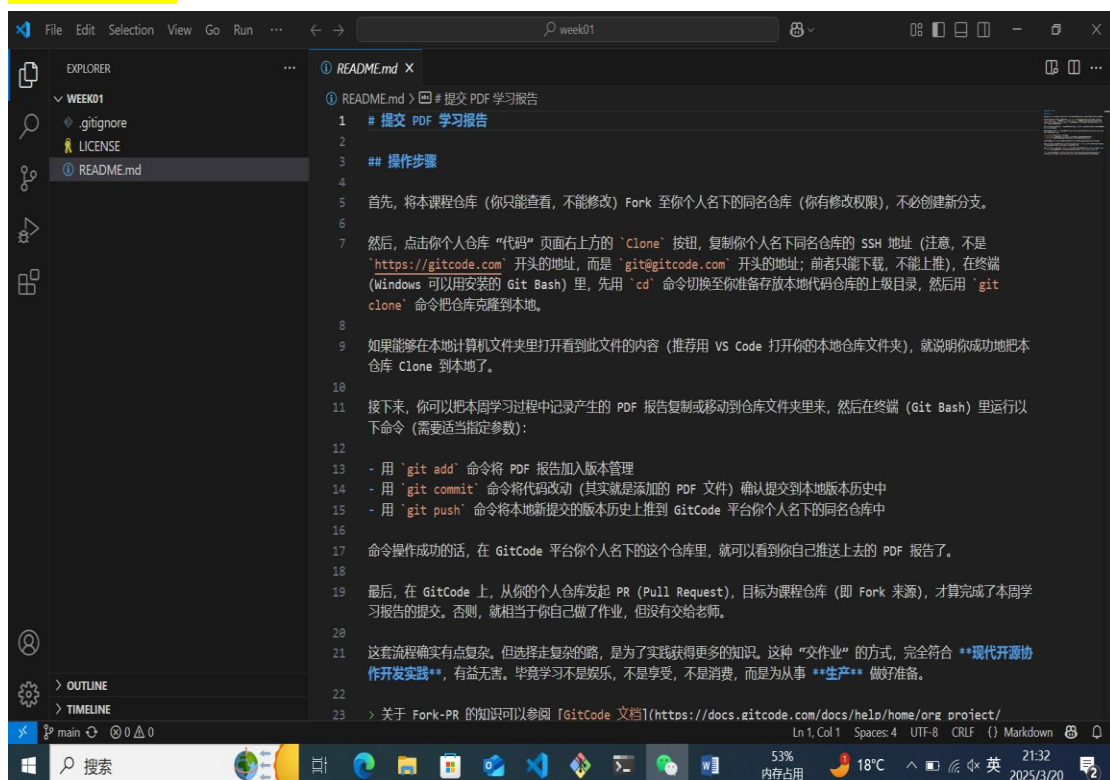 File Edit Selection View Go Run ··· ← → week01
EXPLORER ···
WEEK01
.gitignore
LICENSE
README.md
README.md X
README.md > # 提交 PDF 学习报告
1 # 提交 PDF 学习报告
2
3 ## 操作步骤
4
5 首先，将本课程仓库（你只能查看，不能修改）Fork 至你个人名下的同名仓库（你有修改权限），不必创建新分支。
6
7 然后，点击你个人仓库“代码”页面右上方的 `Clone` 按钮，复制你个人名下同名仓库的 SSH 地址（注意，不是
`https://gitcode.com` 开头的地址，而是 `git@gitcode.com` 开头的地址；前者只能下载，不能上推），在终端
（Windows 可以用安装的 Git Bash）里，先用 `cd` 命令切换至你准备存放本地代码仓库的上级目录，然后用 `git
clone` 命令把仓库克隆到本地。
8
9 如果能够在本地计算机文件夹里打开看到此文件的内容（推荐用 VS Code 打开你的本地仓库文件夹），就说明你成功地把本
仓库 Clone 到本地了。
10
11 接下来，你可以把本周学习过程中记录产生的 PDF 报告复制或移动到仓库文件夹里来，然后在终端（Git Bash）里运行以
下命令（需要适当指定参数）：
12
13 - 用 `git add` 命令将 PDF 报告加入版本管理
14 - 用 `git commit` 命令将代码改动（其实就是添加的 PDF 文件）确认提交到本地版本历史中
15 - 用 `git push` 命令将本地新提交的版本历史上推到 GitCode 平台你个人名下的同名仓库中
16
17 命令操作成功的话，在 GitCode 平台你个人名下的这个仓库里，就可以看到你自己推送上去的 PDF 报告了。
18
19 最后，在 GitCode 上，从你的个人仓库发起 PR（Pull Request），目标为课程仓库（即 Fork 来源），才算完成了本周学
习报告的提交。否则，就相当于你自己做了作业，但没有交给老师。
20
21 这套流程确实有点复杂。但选择走复杂的路，是为了实践获得更多的知识。这种“交作业”的方式，完全符合 **现代开源协
作开发实践**，有益无害。毕竟学习不是娱乐，不是享受，不是消费，而是为从事 **生产** 做好准备。
22
23 > 关于 Fork-PR 的知识可以参阅 [GitCode 文档](https://docs.gitcode.com/docs/help/home/org_project/
OUTLINE
TIMELINE
main 0 0 Ln 1, Col 1 Spaces: 4 UTF-8 CRLF {} Markdown
搜索 53% 内存占用 18°C 英 21:32 2025/3/20